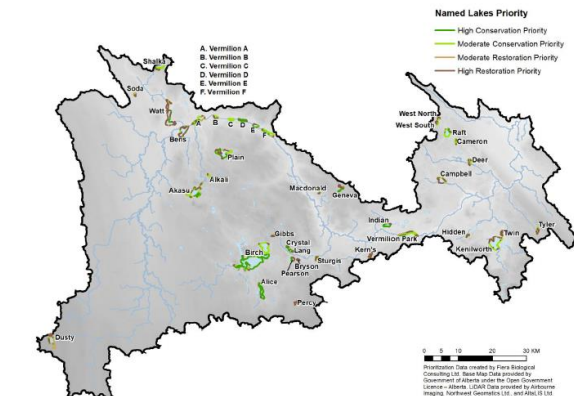 Named Lakes Priority
High Conservation Priority
Moderate Conservation Priority
Moderate Restoration Priority
High Restoration Priority
A. Vermilion A
B. Vermilion B
C. Vermilion C
D. Vermilion D
E. Vermilion E
F. Vermilion F
Shalka
Soda
Watt
Bens
A
B
C
D
E
F
Plain
Akasu
Alkali
West North
West South
Raft
Cameron
Deer
Campbell
Macdonald
Geneva
Indian
Vermilion Park
Hidden
Twin
Tyler
Kenilworth
Kern's
Gibbs
Birch
Crystal
Lang
Sturgis
Bryson
Pearson
Alice
Percy
Dusty
0 5 10 20 30 KM
Prioritization Data created by Fiera Biological
Consulting Ltd. Base Map Data provided by
Government of Alberta under the Open Government
Licence – Alberta. LiDAR Data provided by Airbourne
Imaging, Northwest Geomatics Ltd., and AltaLIS Ltd.